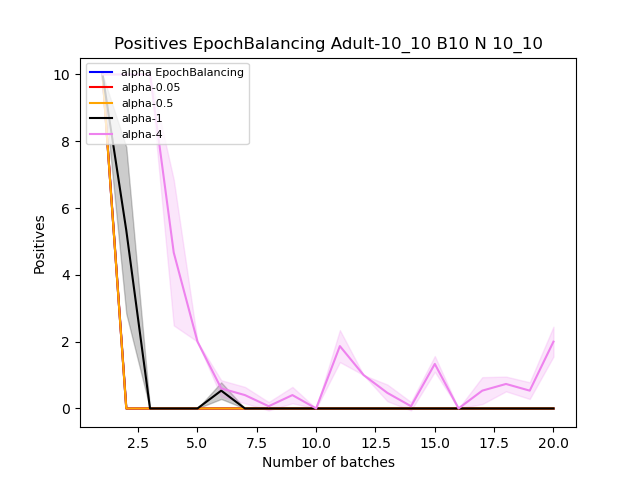 Positives EpochBalancing Adult-10_10 B10 N 10_10
alpha EpochBalancing
alpha-0.05
alpha-0.5
alpha-1
alpha-4
Positives
10
8
6
4
2
0
2.5 5.0 7.5 10.0 12.5 15.0 17.5 20.0
Number of batches